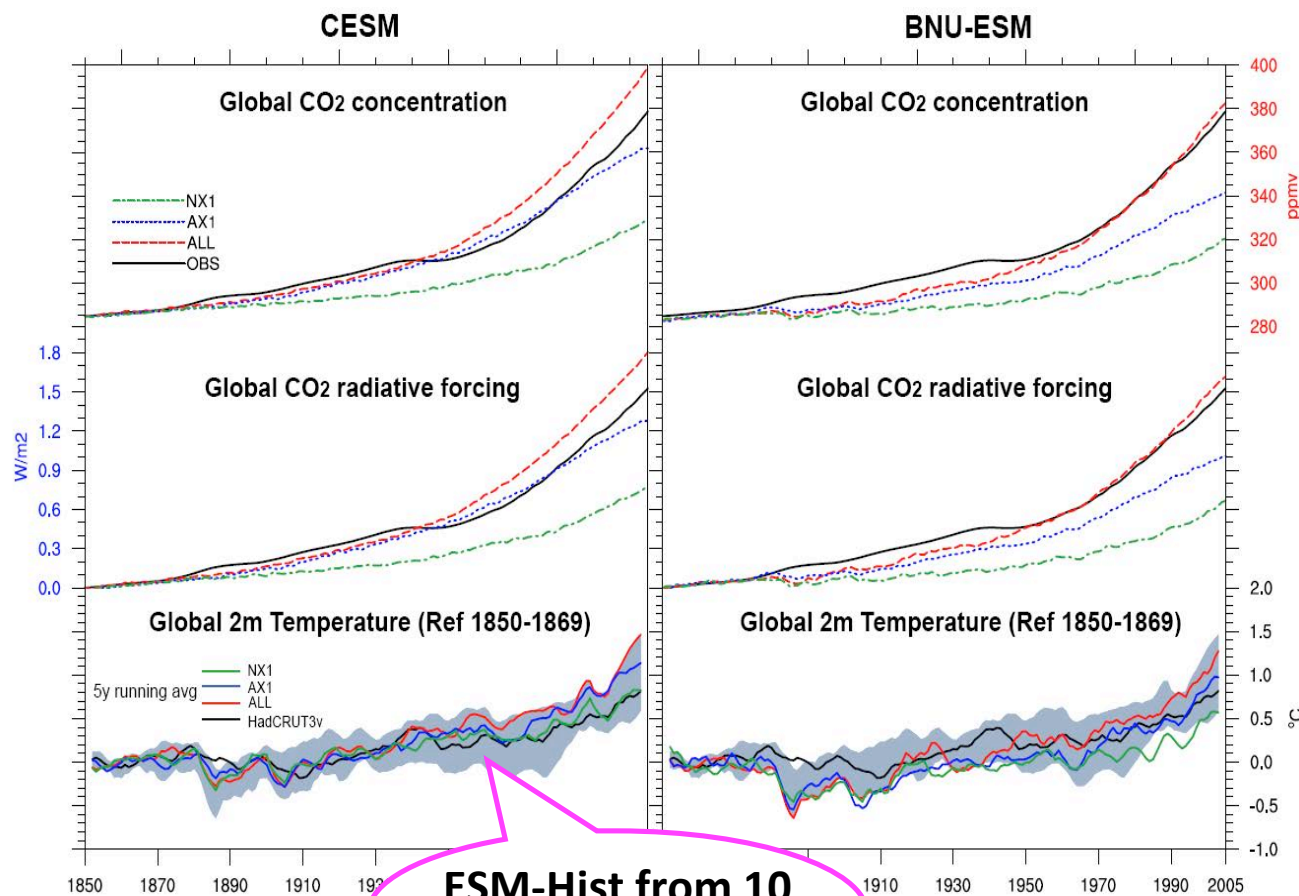 CESM
BNU-ESM
Global CO2 concentration
Global CO2 concentration
NX1
AX1
ALL
OBS
400
380
360
340
320
300
280
ppmv
Global CO2 radiative forcing
Global CO2 radiative forcing
1.8
1.5
1.2
0.9
0.6
0.3
0.0
W/m2
Global 2m Temperature (Ref 1850-1869)
Global 2m Temperature (Ref 1850-1869)
5y running avg
NX1
AX1
ALL
HadCRUT3v
2.0
1.5
1.0
0.5
0.0
-0.5
-1.0
°C
1850 1870 1890 1910
1910 1930 1950 1970 1990 2005
ESM-Hist from 10